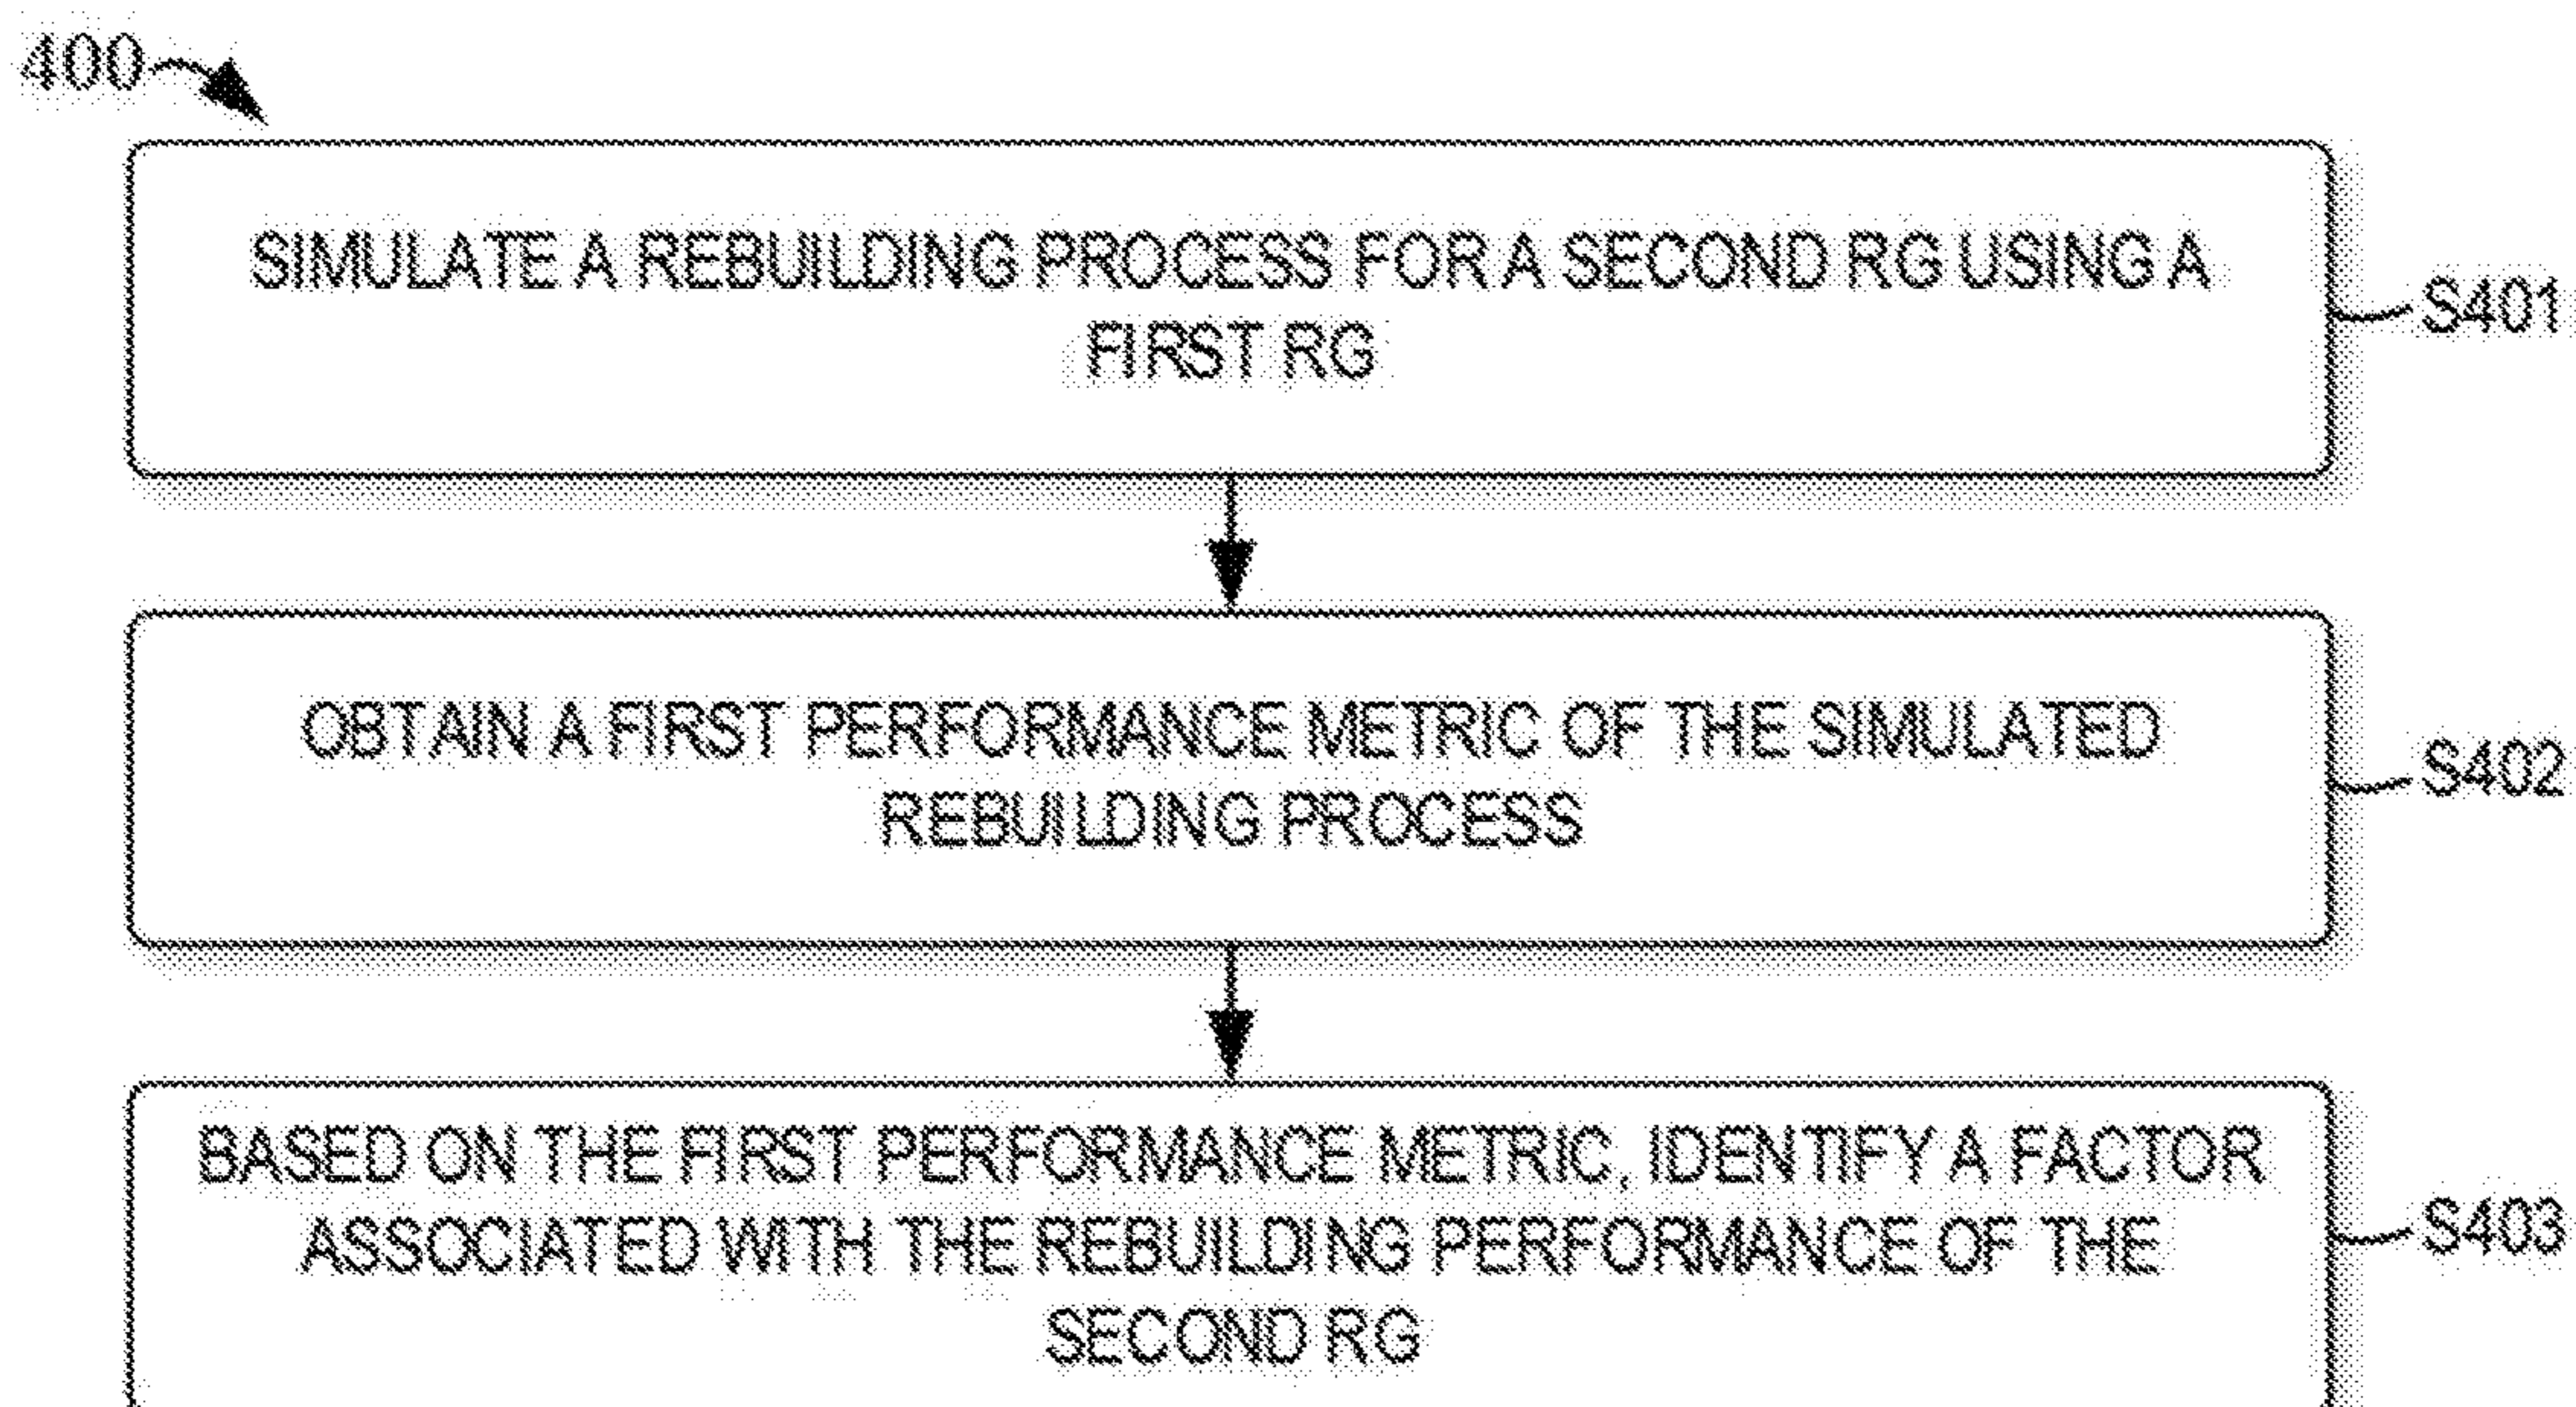 400
SIMULATE A REBUILDING PROCESS FOR A SECOND RG USING A
FIRST RG
S401
OBTAIN A FIRST PERFORMANCE METRIC OF THE SIMULATED
REBUILDING PROCESS
S402
BASED ON THE FIRST PERFORMANCE METRIC, IDENTIFY A FACTOR
ASSOCIATED WITH THE REBUILDING PERFORMANCE OF THE
SECOND RG
S403